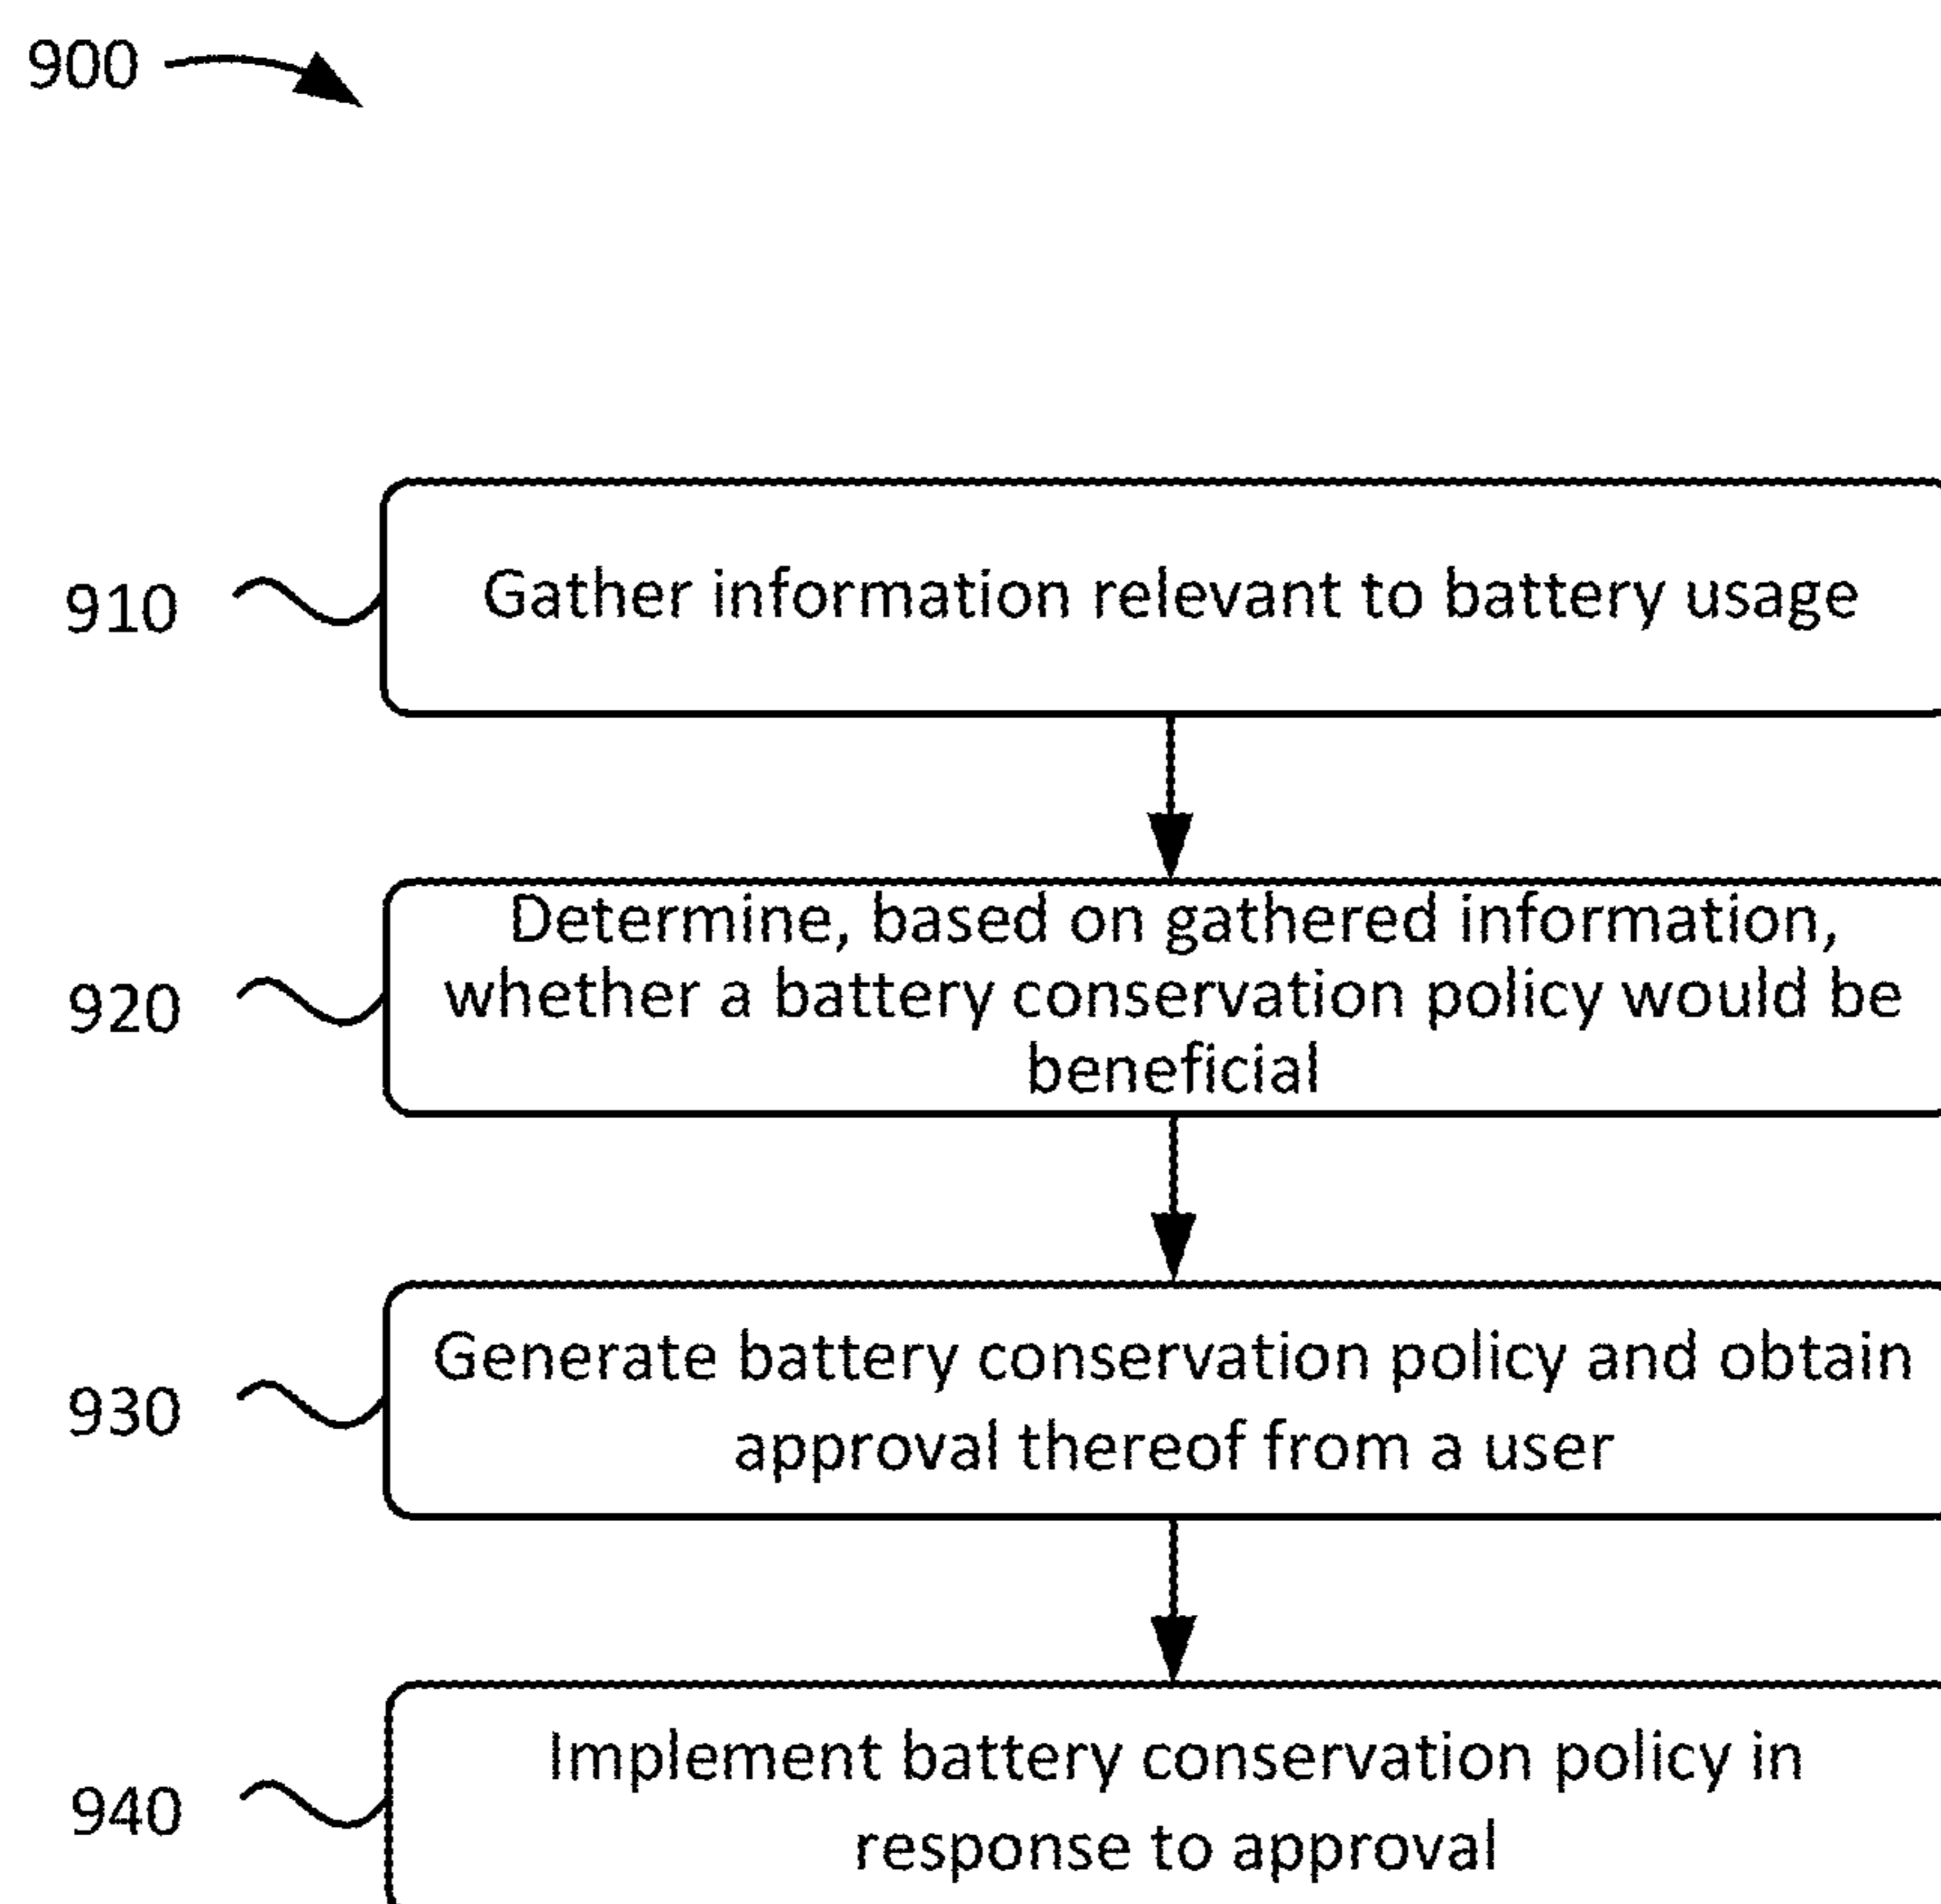 900
910
Gather information relevant to battery usage
Determine, based on gathered information,
920
whether a battery conservation policy would be
beneficial
930
Generate battery conservation policy and obtain
approval thereof from a user
940
Implement battery conservation policy in
response to approval